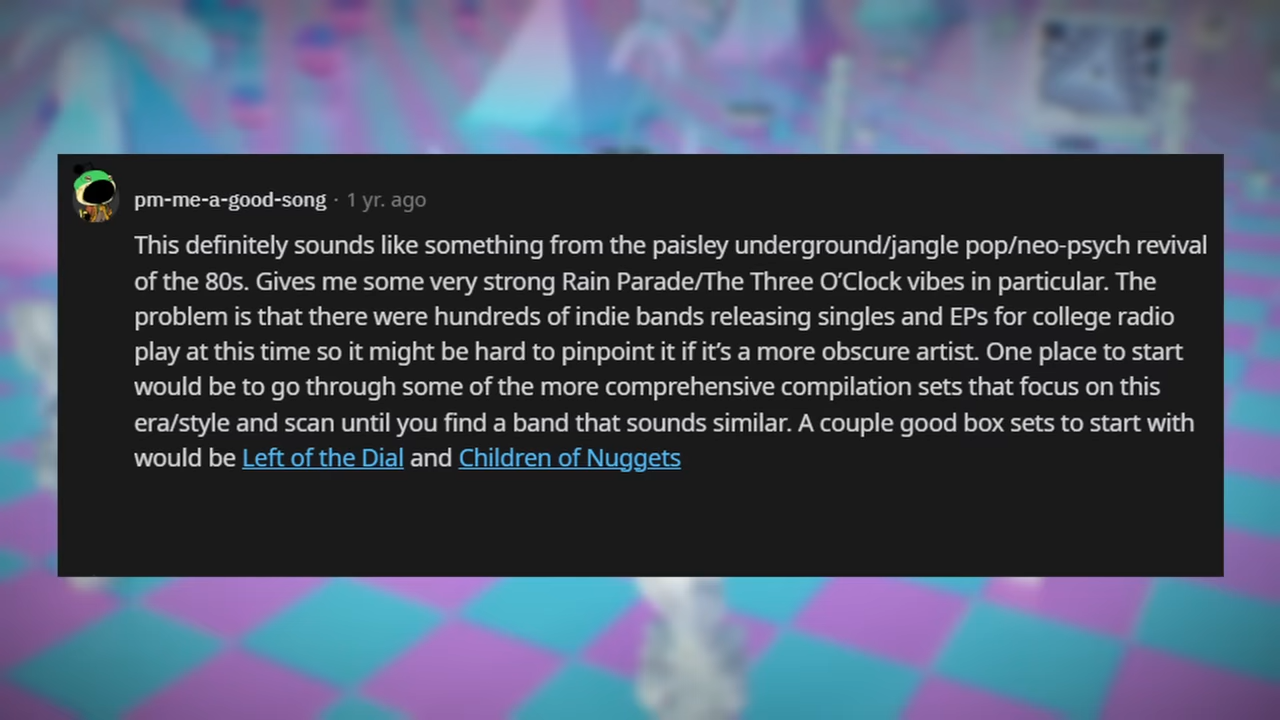 pm-me-a-good-song · 1 yr. ago
This definitely sounds like something from the paisley underground/jangle pop/neo-psych revival
of the 80s. Gives me some very strong Rain Parade/The Three O’Clock vibes in particular. The
problem is that there were hundreds of indie bands releasing singles and EPs for college radio
play at this time so it might be hard to pinpoint it if it’s a more obscure artist. One place to start
would be to go through some of the more comprehensive compilation sets that focus on this
era/style and scan until you find a band that sounds similar. A couple good box sets to start with
would be Left of the Dial and Children of Nuggets